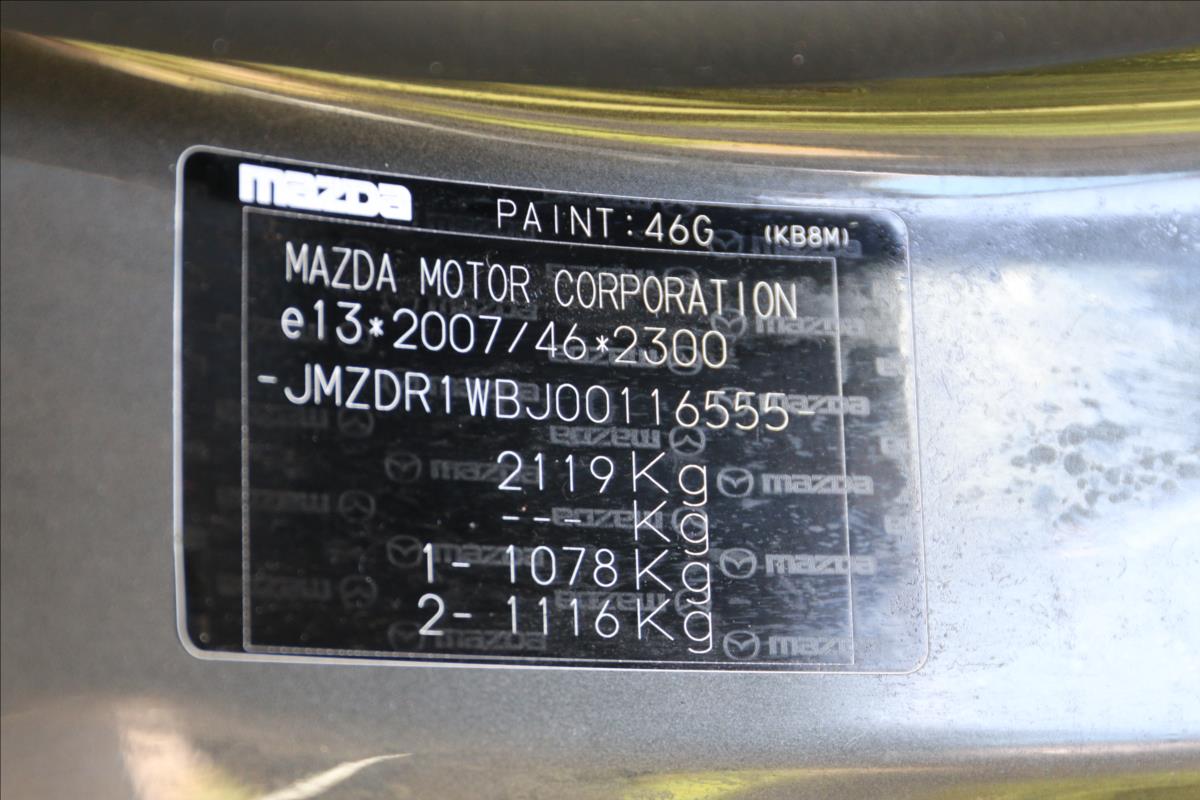 mazda PAINT:46G (KB8M)
MAZDA MOTOR CORPORATION
e13*2007/46*2300
-JMZDR1WBJ00116555-
2119Kg
--- Kg
1- 1078Kg
2- 1116Kg